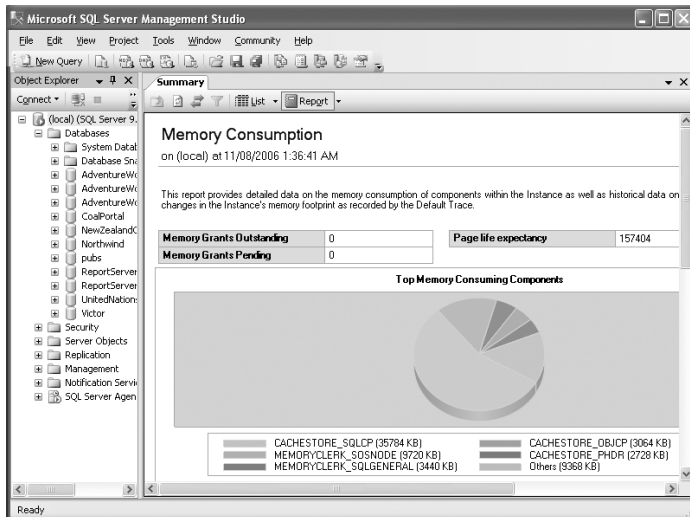 Microsoft SQL Server Management Studio
File Edit View Project Tools Window Community Help
New Query
Object Explorer
Connect
(local) (SQL Server 9.
Databases
System Datab
Database Sna
AdventureWo
AdventureWo
AdventureWo
CoalPortal
NewZealandC
Northwind
pubs
ReportServer
ReportServer
UnitedNation
Victor
Security
Server Objects
Replication
Management
Notification Servi
SQL Server Agen
Summary
List Report
Memory Consumption
on (local) at 11/08/2006 1:36:41 AM
This report provides detailed data on the memory consumption of components within the Instance as well as historical data on
changes in the Instance's memory footprint as recorded by the Default Trace.
Memory Grants Outstanding 0 Page life expectancy 157404
Memory Grants Pending 0
Top Memory Consuming Components
CACHESTORE_SQLCP (35784 KB) CACHESTORE_OBJCP (3064 KB)
MEMORYCLERK_SOSNODE (9720 KB) CACHESTORE_PHDR (2728 KB)
MEMORYCLERK_SQLGENERAL (3440 KB) Others (9368 KB)
Ready